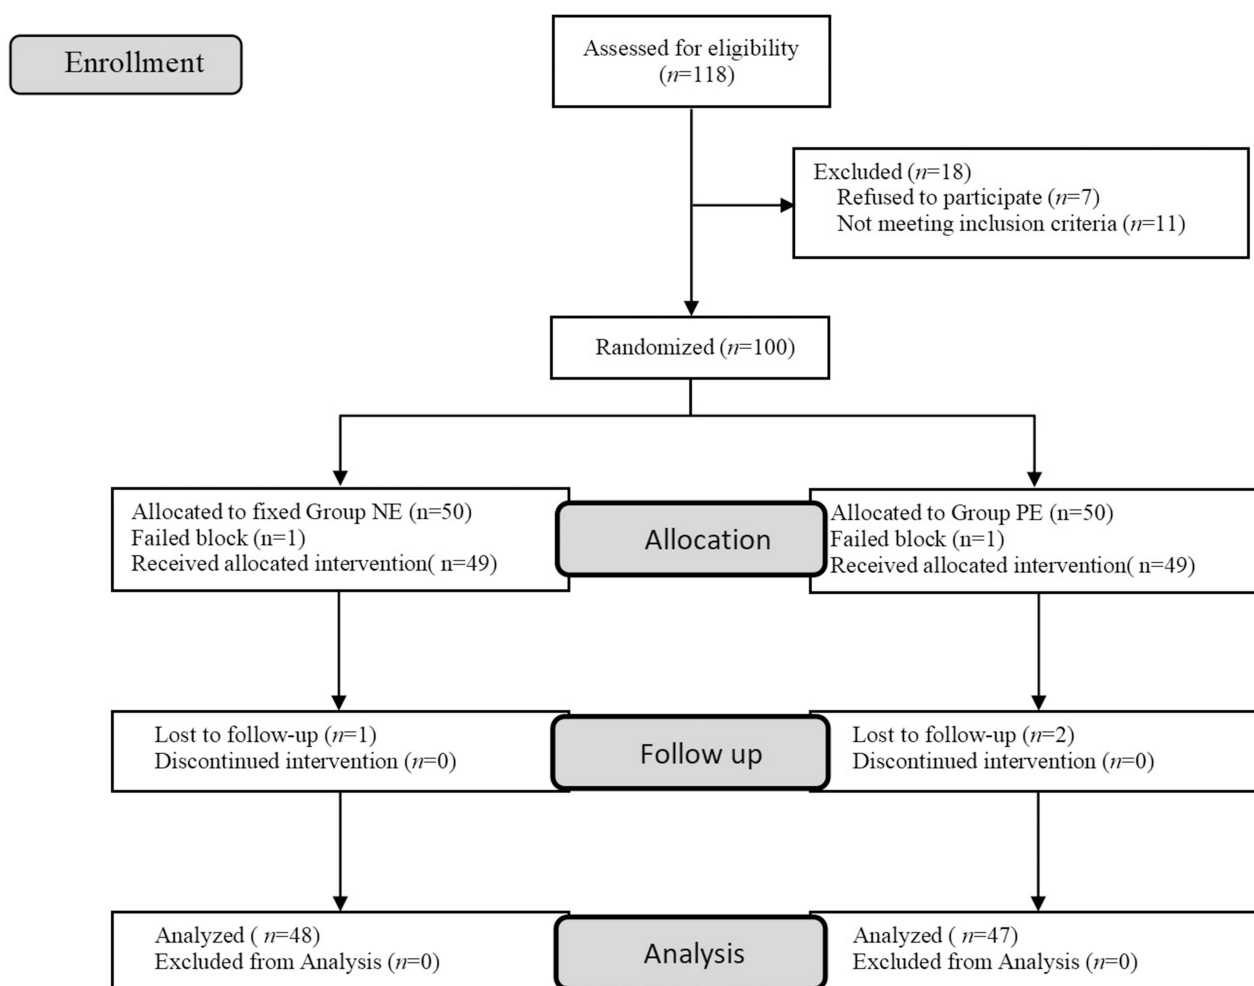 Enrollment
Assessed for eligibility
(n=118)
Excluded (n=18)
Refused to participate (n=7)
Not meeting inclusion criteria (n=11)
Randomized (n=100)
Allocated to fixed Group NE (n=50)
Failed block (n=1)
Received allocated intervention( n=49)
Allocation
Allocated to Group PE (n=50)
Failed block (n=1)
Received allocated intervention( n=49)
Lost to follow-up (n=1)
Discontinued intervention (n=0)
Follow up
Lost to follow-up (n=2)
Discontinued intervention (n=0)
Analyzed ( n=48)
Excluded from Analysis (n=0)
Analysis
Analyzed ( n=47)
Excluded from Analysis (n=0)